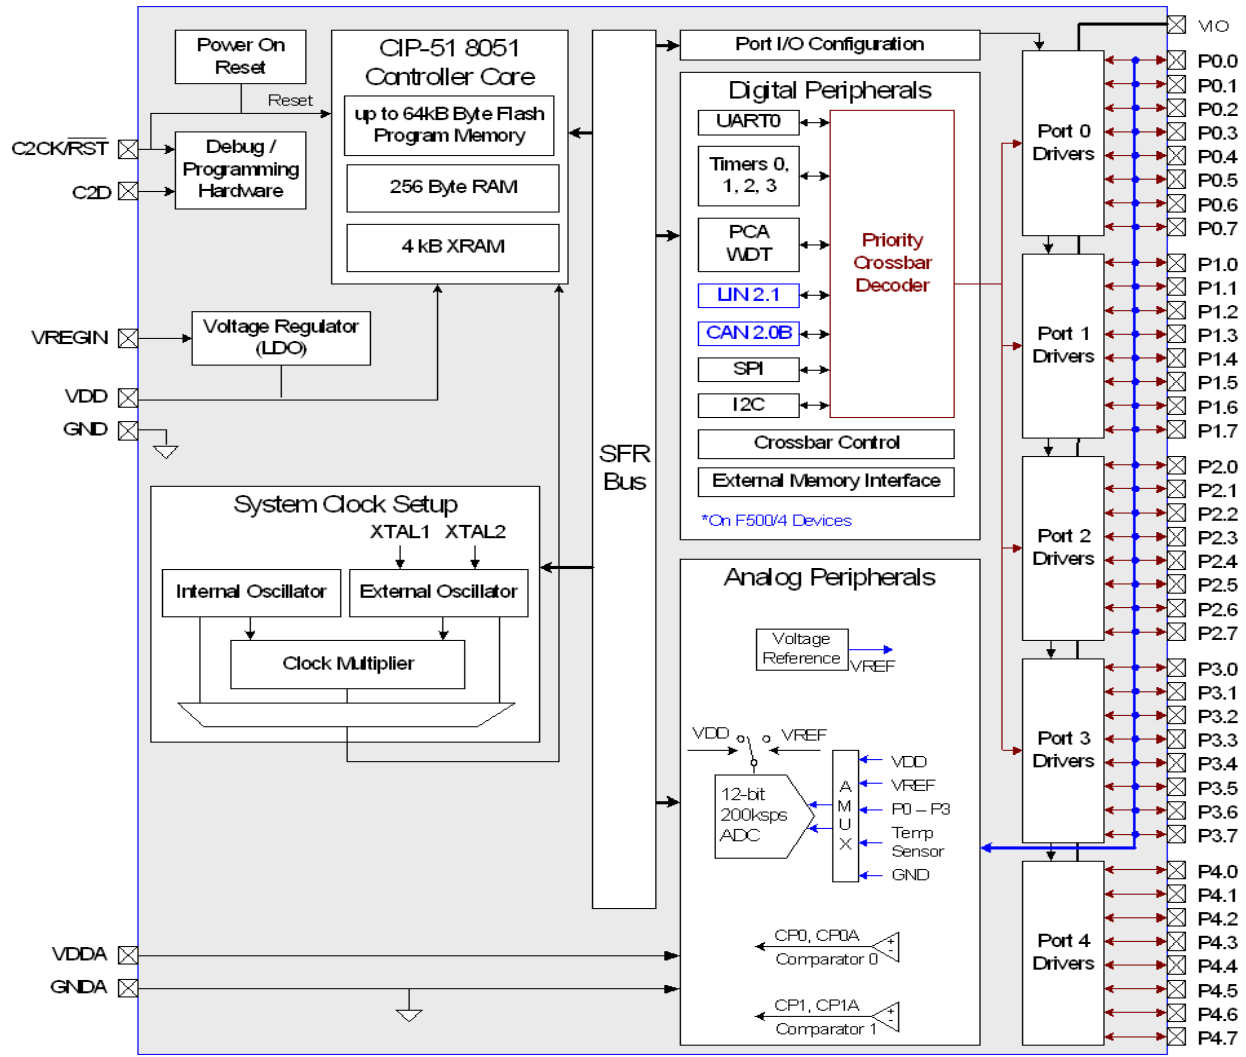 Power On
Reset
Reset
C2CK/RST
C2D
Debug /
Programming
Hardware
CIP-51 8051
Controller Core
up to 64kB Byte Flash
Program Memory
256 Byte RAM
4 kB XRAM
VREGIN
Voltage Regulator
(LDO)
VDD
GND
System Clock Setup
XTAL1
XTAL2
Internal Oscillator
External Oscillator
Clock Multiplier
VDDA
GNDA
SFR
Bus
Port I/O Configuration
Digital Peripherals
UART0
Timers 0,
1, 2, 3
PCA
WDT
LIN 2.1
CAN 2.0B
SPI
I2C
Priority
Crossbar
Decoder
Crossbar Control
External Memory Interface
*On F500/4 Devices
Analog Peripherals
Voltage
Reference
VREF
VDD
VREF
12-bit
200ksps
ADC
A
M
U
X
VDD
VREF
P0 – P3
Temp
Sensor
GND
CP0, CP0A
Comparator 0
CP1, CP1A
Comparator 1
+
-
+
-
Port 0
Drivers
Port 1
Drivers
Port 2
Drivers
Port 3
Drivers
Port 4
Drivers
VIO
P0.0
P0.1
P0.2
P0.3
P0.4
P0.5
P0.6
P0.7
P1.0
P1.1
P1.2
P1.3
P1.4
P1.5
P1.6
P1.7
P2.0
P2.1
P2.2
P2.3
P2.4
P2.5
P2.6
P2.7
P3.0
P3.1
P3.2
P3.3
P3.4
P3.5
P3.6
P3.7
P4.0
P4.1
P4.2
P4.3
P4.4
P4.5
P4.6
P4.7